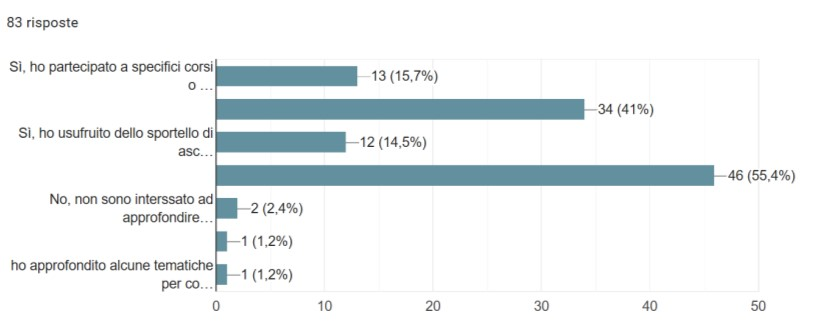 83 risposte
Sì, ho partecipato a specifici corsi
o …
13 (15,7%)
34 (41%)
Sì, ho usufruito dello sportello di
asc…
12 (14,5%)
46 (55,4%)
No, non sono interssato ad
approfondire…
2 (2,4%)
1 (1,2%)
ho approfondito alcune tematiche
per co…
1 (1,2%)
0 10 20 30 40 50